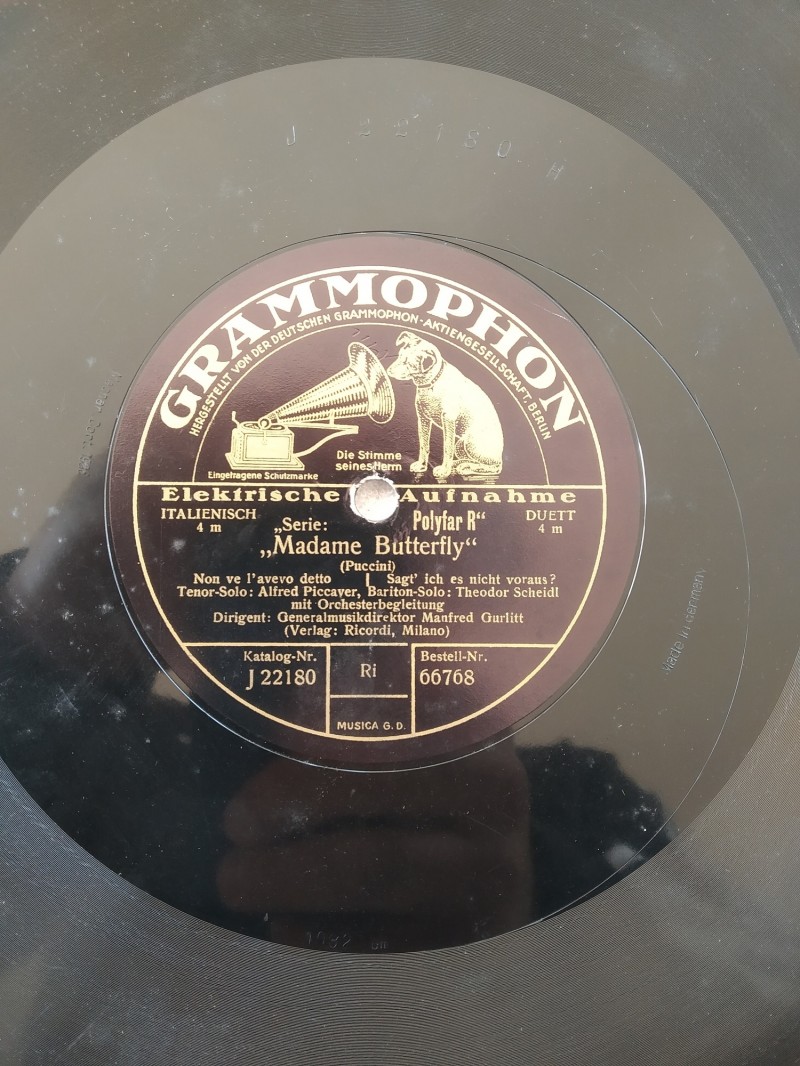 J 22180 H
GRAMMOPHON
HERGESTELLT VON DER DEUTSCHEN GRAMMOPHON-AKTIENGESELLSCHAFT. BERLIN
Die Stimme
seines Herrn
Eingetragene Schutzmarke
Elektrische Aufnahme
ITALIENISCH
4 m
„Serie: Polyfar R“
DUETT
4 m
„Madame Butterfly“
(Puccini)
Non ve l'avevo detto | Sagt' ich es nicht voraus?
Tenor-Solo: Alfred Piccaver, Bariton-Solo: Theodor Scheidl
mit Orchesterbegleitung
Dirigent: Generalmusikdirektor Manfred Gurlitt
(Verlag: Ricordi, Milano)
Katalog-Nr.
J 22180
Ri
MUSICA G.D.
Bestell-Nr.
66768
Made in Germany